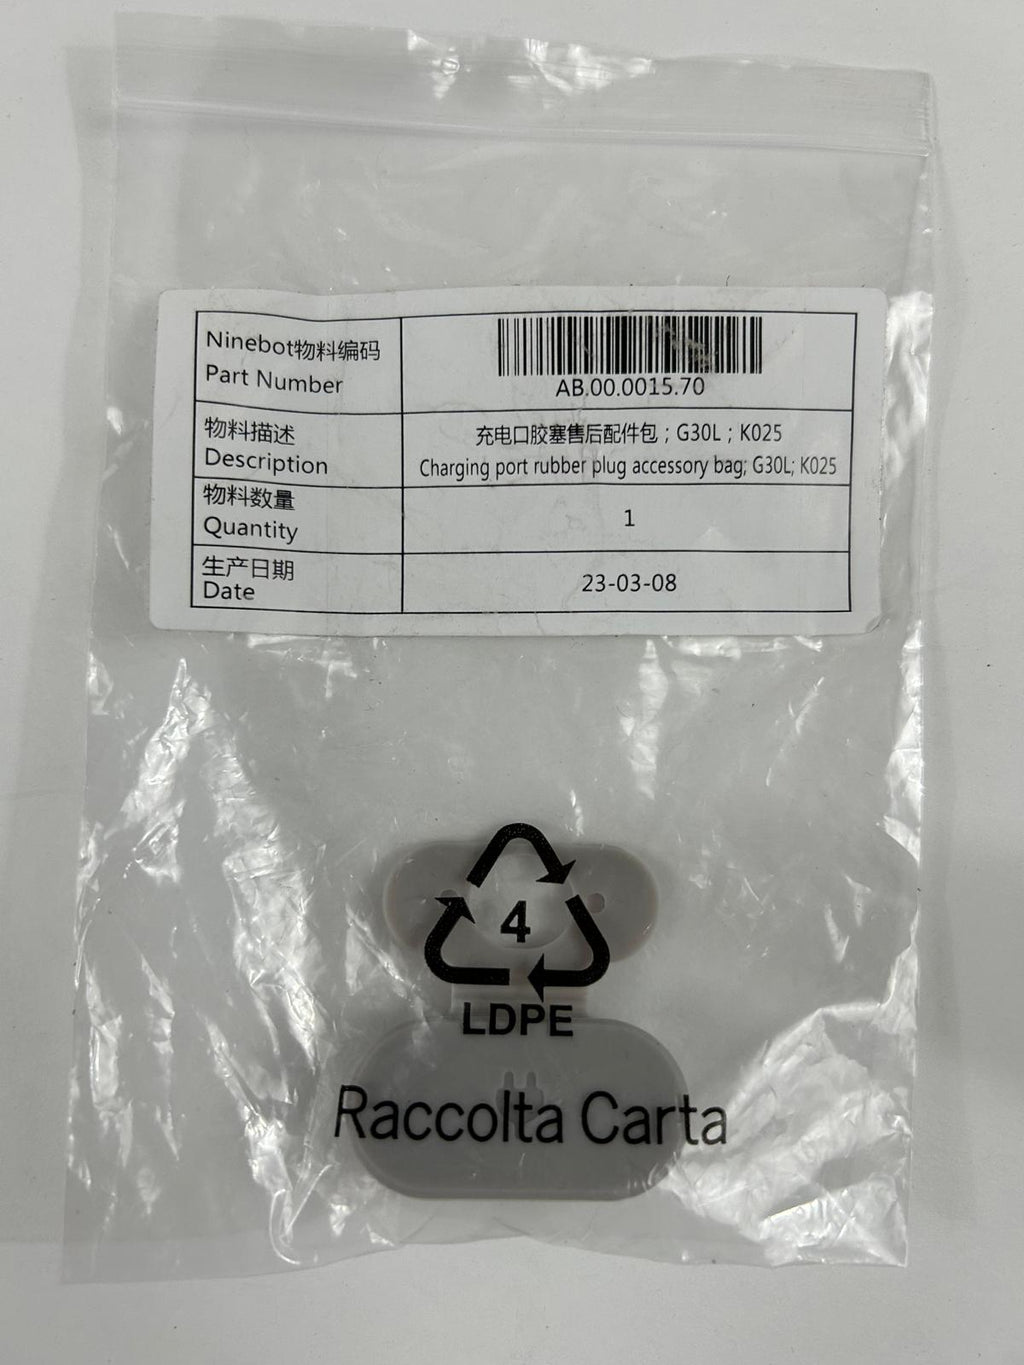 Ninebot物料编码
Part Number
AB.00.0015.70
物料描述
Description
充电口胶塞售后配件包；G30L；K025
Charging port rubber plug accessory bag; G30L; K025
物料数量
Quantity
1
生产日期
Date
23-03-08
4
LDPE
Raccolta Carta